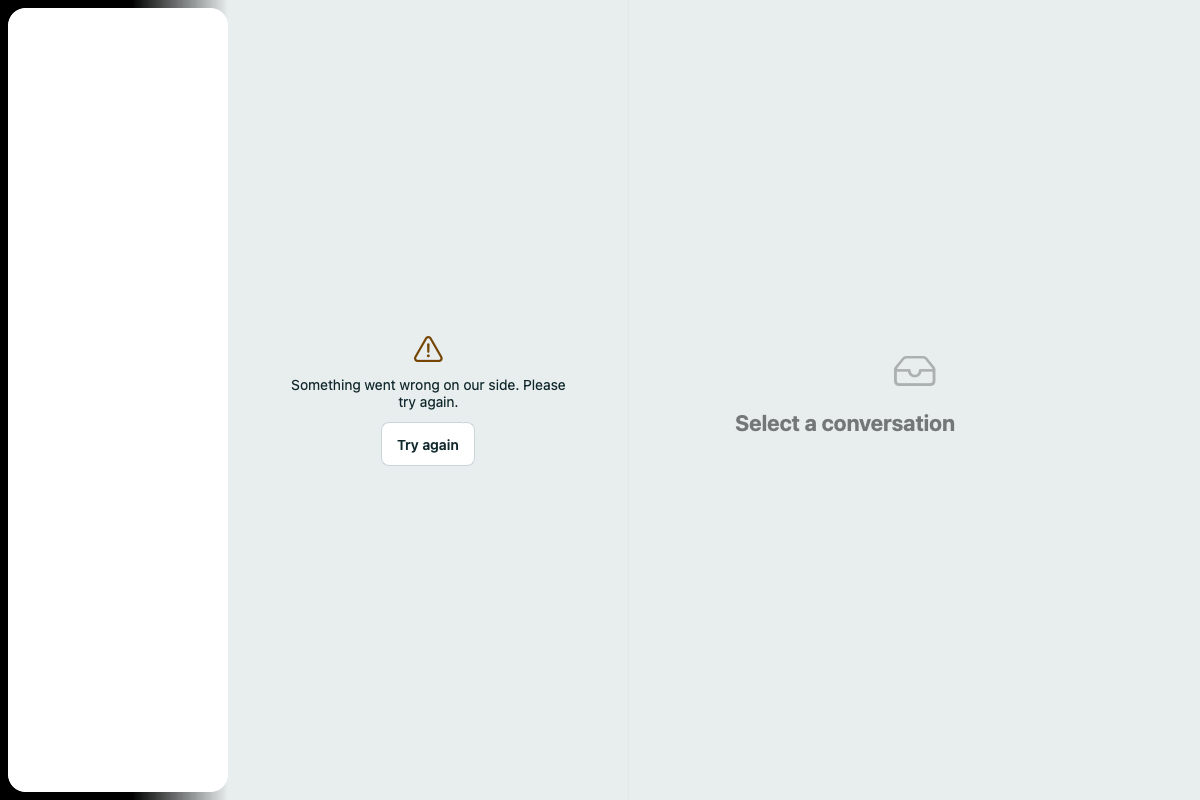 Something went wrong on our side. Please
try again.
Try again
Select a conversation